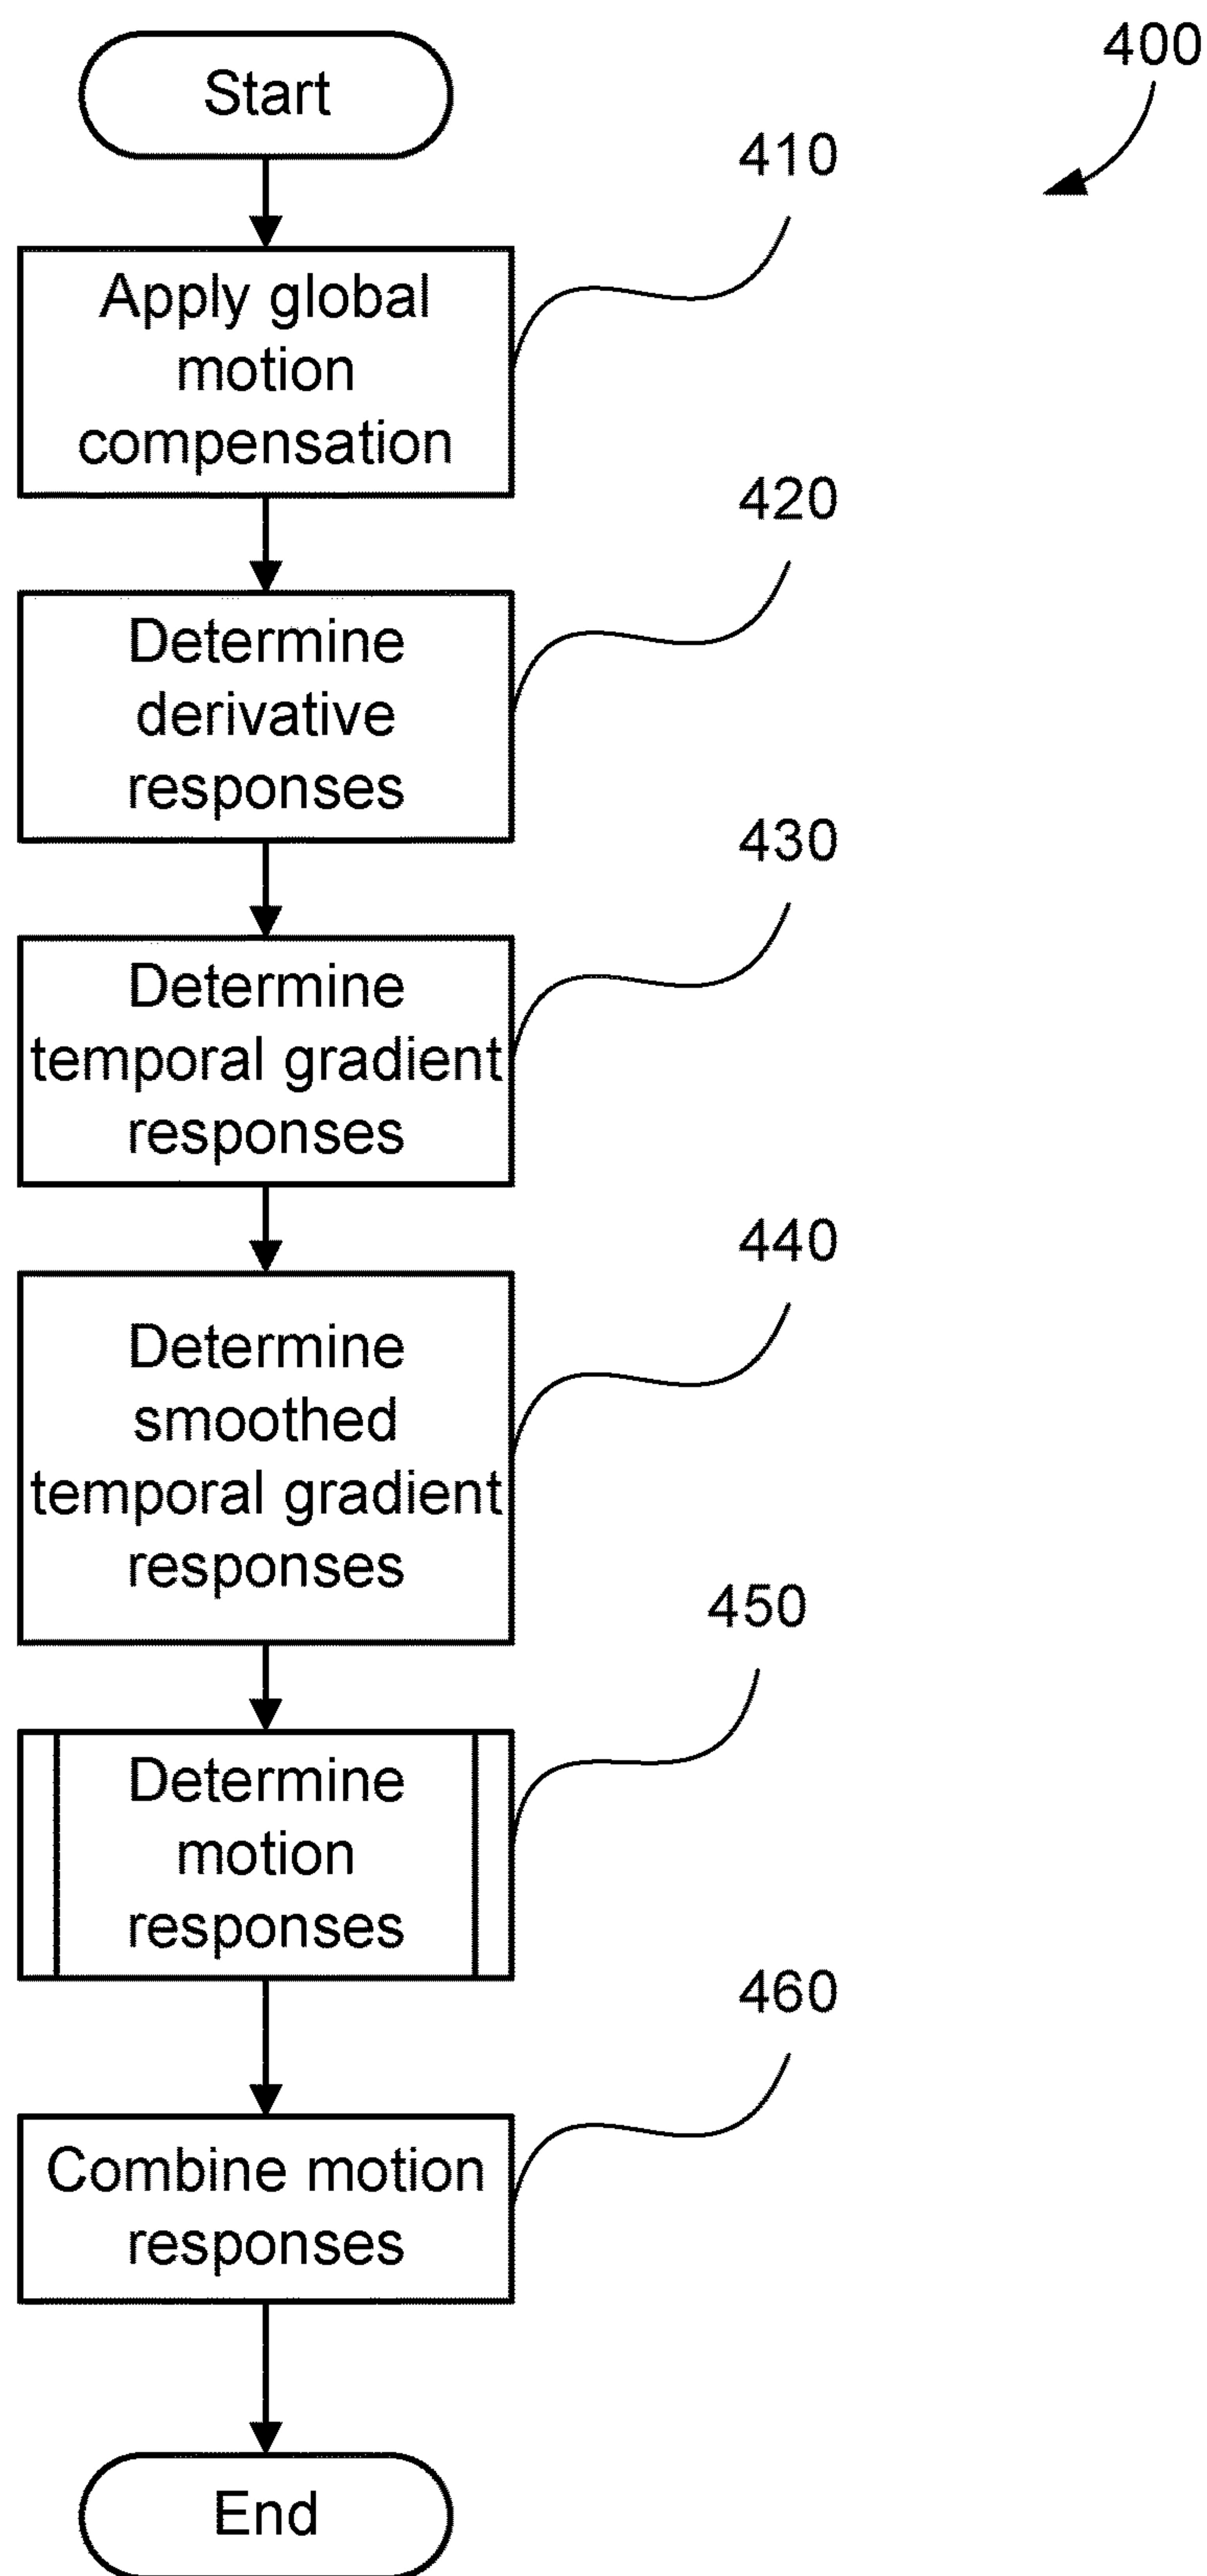 Start
400
410
Apply global
motion
compensation
420
Determine
derivative
responses
430
Determine
temporal gradient
responses
440
Determine
smoothed
temporal gradient
responses
450
Determine
motion
responses
460
Combine motion
responses
End